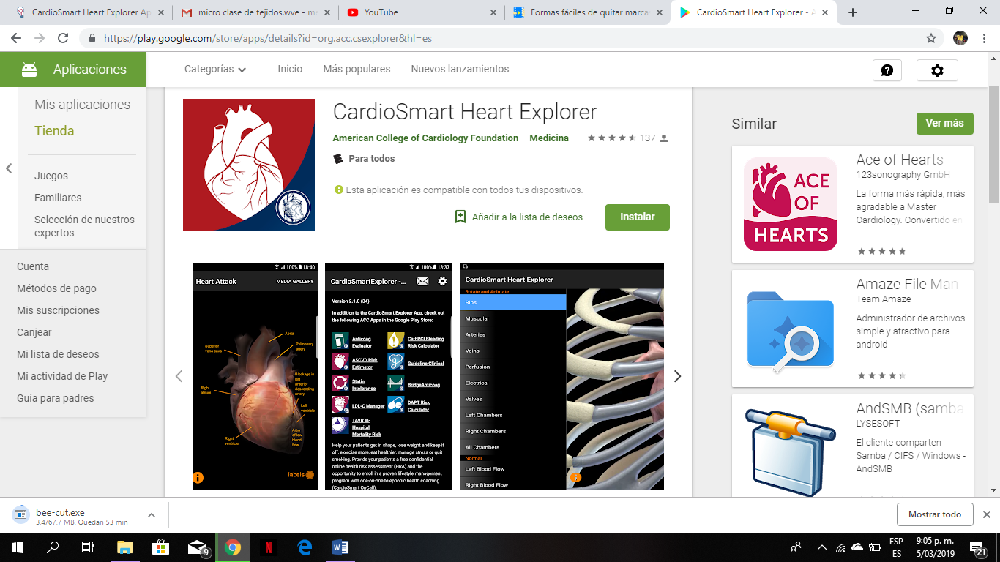 CardioSmart Heart Explorer Ap
micro clase de tejidos.wve - me
YouTube
Formas fáciles de quitar marca
CardioSmart Heart Explorer - A
https://play.google.com/store/apps/details?id=org.acc.csexplorer&hl=es
Aplicaciones
Categorías
Inicio
Más populares
Nuevos lanzamientos
Mis aplicaciones
Tienda
Juegos
Familiares
Selección de nuestros
expertos
Cuenta
Métodos de pago
Mis suscripciones
Canjear
Mi lista de deseos
Mi actividad de Play
Guía para padres
CardioSmart Heart Explorer
American College of Cardiology Foundation Medicina 137
E Para todos
Esta aplicación es compatible con todos tus dispositivos.
Añadir a la lista de deseos
Instalar
100% 18:40
Heart Attack
MEDIA GALLERY
Aorta
Superior
vena cava
Pulmonary
artery
Right
atrium
Blockage in
left
anterior
descending
artery
Left
ventricle
Area
of low
blood
flow
Right
ventricle
labels
100% 18:37
CardioSmartExplorer -...
Version 2.1.0 (34)
In addition to the CardioSmart Explorer App, check out
the following ACC Apps in the Google Play Store:
Anticoag
Evaluator
CathPCI Bleeding
Risk Calculator
ASCVD Risk
Estimator
Guideline Clinical
Statin
Intolerance
BridgeAnticoag
LDL-C Manager
DAPT Risk
Calculator
TAVR In-
Hospital
Mortality Risk
Help your patients get in shape, lose weight and keep it
off, exercise more, eat healthier, manage stress or quit
smoking. Provide your patients a free confidential
online health risk assessment (HRA) and the
opportunity to enroll in a proven lifestyle management
program with one-on-one telephonic health coaching
(CardioSmart OnCall).
CardioSmart Heart Explorer
Rotate and Animate
Ribs
Muscular
Arteries
Veins
Perfusion
Electrical
Valves
Left Chambers
Right Chambers
All Chambers
Normal
Left Blood Flow
Right Blood Flow
Similar
Ver más
ACE
OF
HEARTS
Ace of Hearts
123sonography GmbH
La forma más rápida, más
agradable a Master
Cardiology. Convertido en
Amaze File Man
Team Amaze
Administrador de archivos
simple y atractivo para
android
AndSMB (samba
LYSESOFT
El cliente comparten
Samba / CIFS / Windows -
AndSMB
bee-cut.exe
3,4/67,7 MB, Quedan 53 min
Mostrar todo
9
ESP
ES
9:05 p. m.
5/03/2019
21